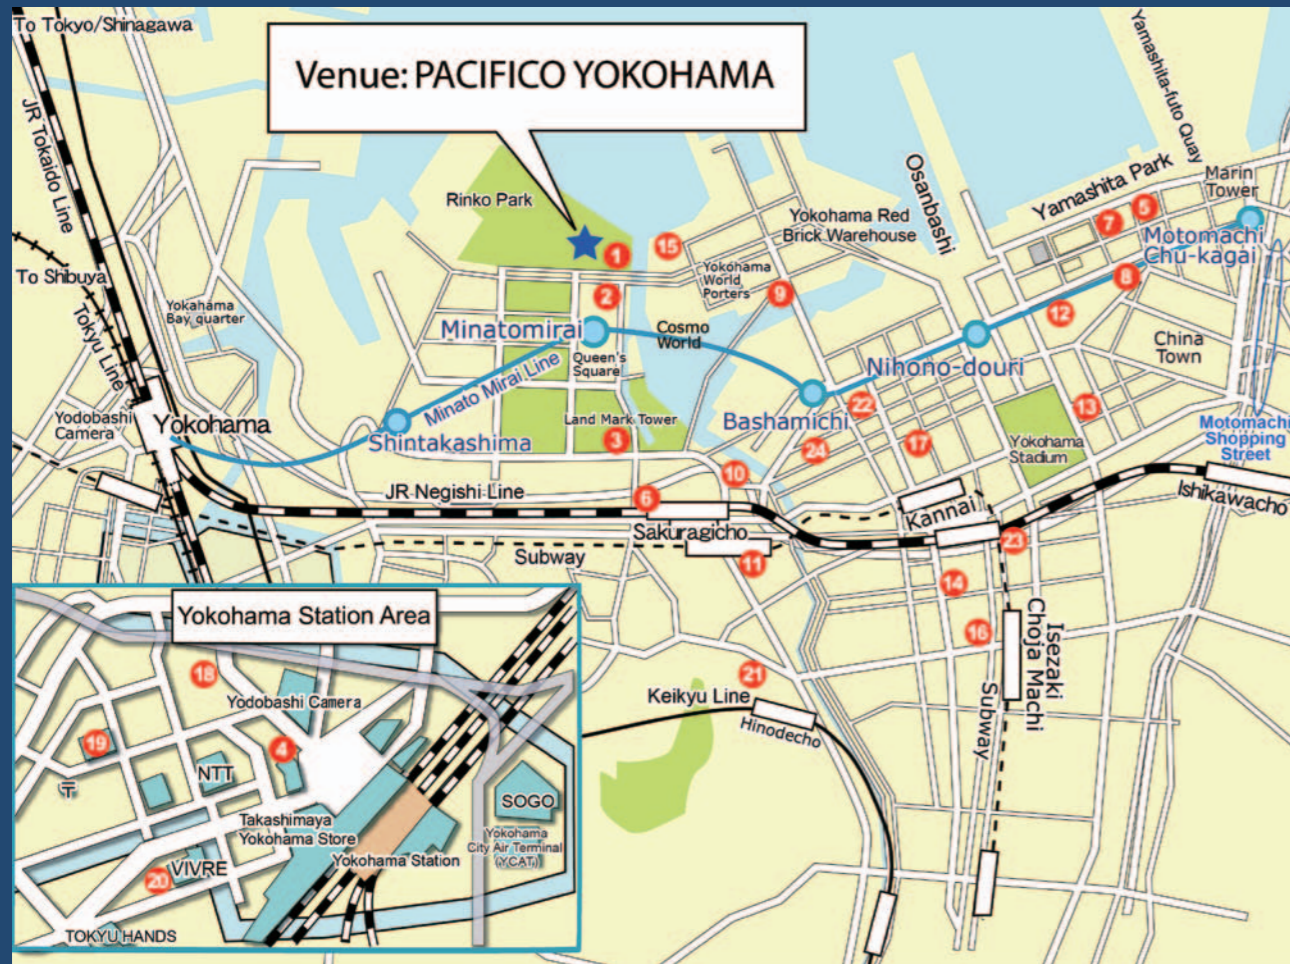 To Tokyo/Shinagawa
JR Tokaido Line
To Shibuya
Tokyu Line
Venue: PACIFICO YOKOHAMA
Rinko Park
1
15
2
Yokohama
World
Porters
9
Yokohama Red
Brick Warehouse
Osanbashi
Yamashita-futo Quay
Yamashita Park
Marin
Tower
5
7
Motomachi
Chu-kagai
8
12
China
Town
Yokahama
Bay quarter
Minatomirai
Cosmo
World
Queen's
Square
Minato Mirai Line
Nihono-douri
Yodobashi
Camera
Yokohama
Shintakashima
Land Mark Tower
3
Bashamichi
22
24
17
13
Yokohama
Stadium
Motomachi
Shopping
Street
10
JR Negishi Line
6
Sakuragicho
Kannai
Ishikawacho
Subway
11
23
14
16
Isezaki
Choja Machi
Subway
21
Keikyu Line
Hinodecho
Yokohama Station Area
18
Yodobashi Camera
19
4
〒
NTT
Takashimaya
Yokohama Store
SOGO
Yokohama
City Air Terminal
(YCAT)
Yokohama Station
VIVRE
20
TOKYU HANDS